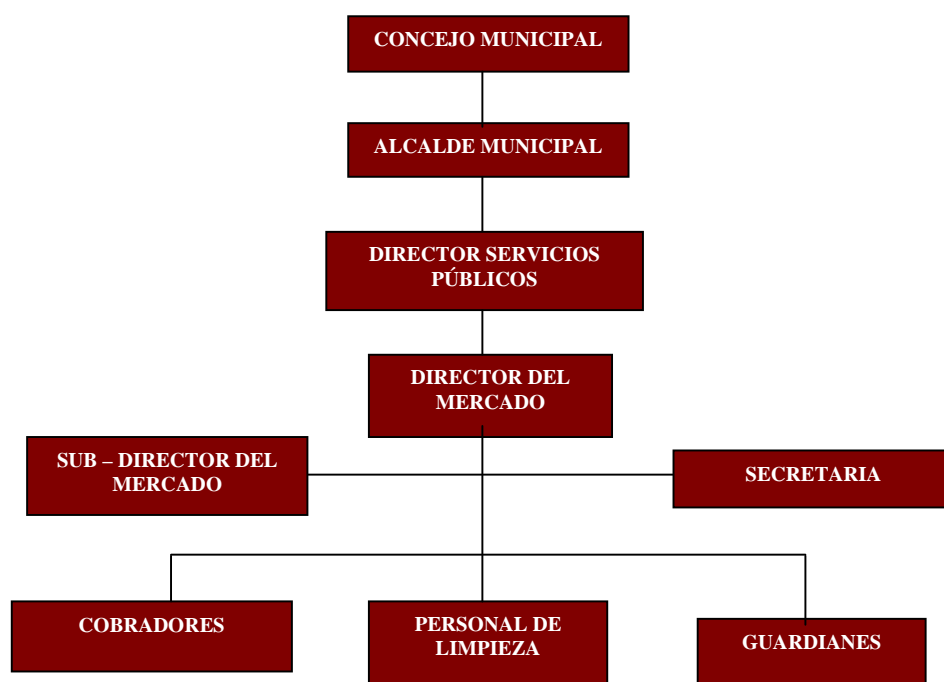 CONCEJO MUNICIPAL
ALCALDE MUNICIPAL
DIRECTOR SERVICIOS
PÚBLICOS
DIRECTOR DEL
MERCADO
SUB – DIRECTOR DEL
MERCADO
SECRETARIA
COBRADORES
PERSONAL DE
LIMPIEZA
GUARDIANES